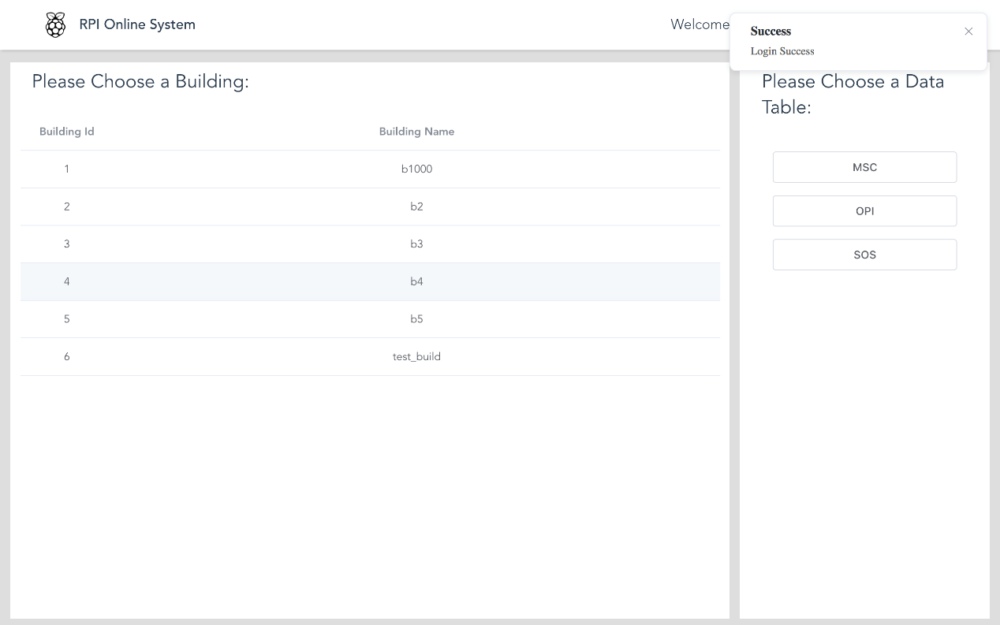 RPI Online System
Welcome
Success
Login Success
Please Choose a Building:
Building Id Building Name
1 b1000
2 b2
3 b3
4 b4
5 b5
6 test_build
Please Choose a Data
Table:
MSC
OPI
SOS